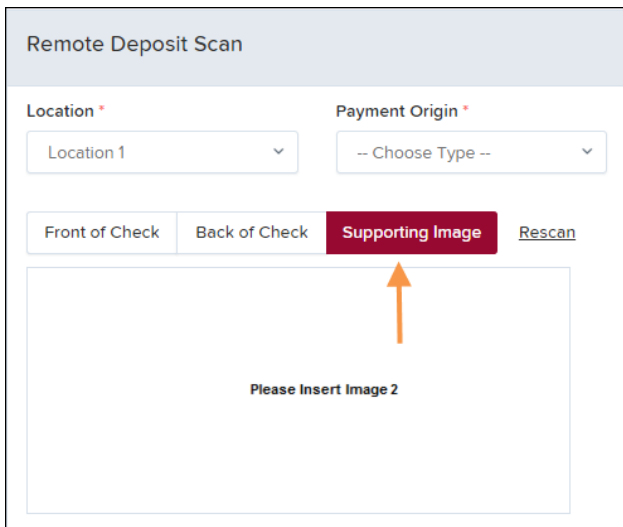 Remote Deposit Scan
Location * Payment Origin *
Location 1 -- Choose Type --
Front of Check Back of Check Supporting Image Rescan
Please Insert Image 2